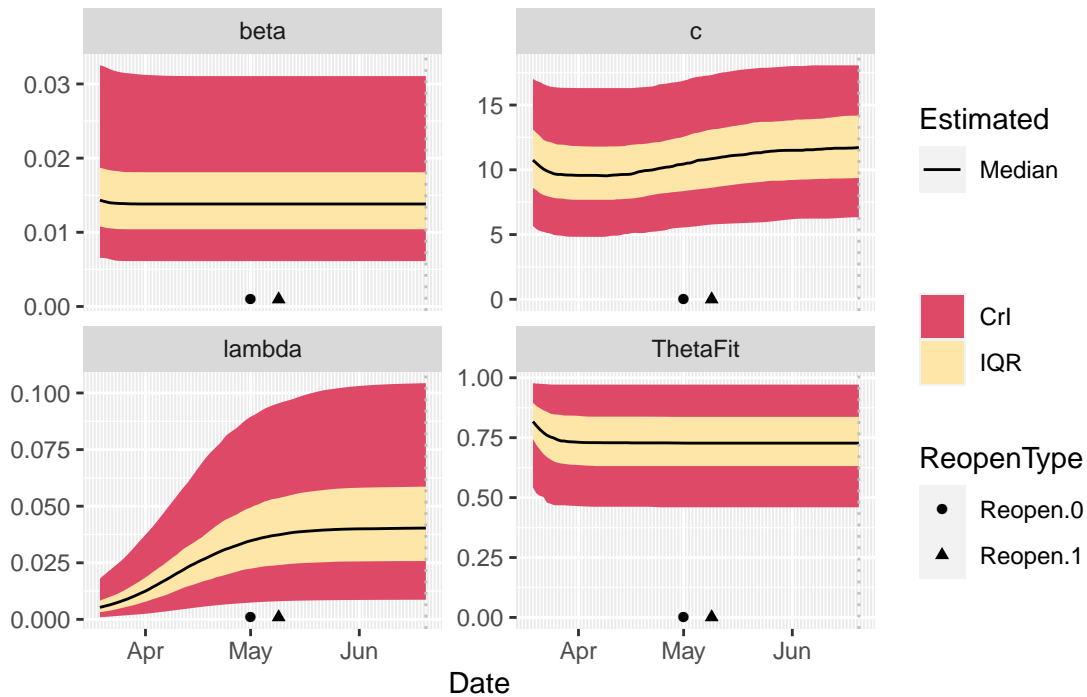 beta
c
0.03
0.02
0.01
0.00
15
10
5
0
lambda
ThetaFit
0.100
0.075
0.050
0.025
0.000
1.00
0.75
0.50
0.25
0.00
Apr May Jun
Apr May Jun
Date
Estimated
Median
CrI
IQR
ReopenType
Reopen.0
Reopen.1